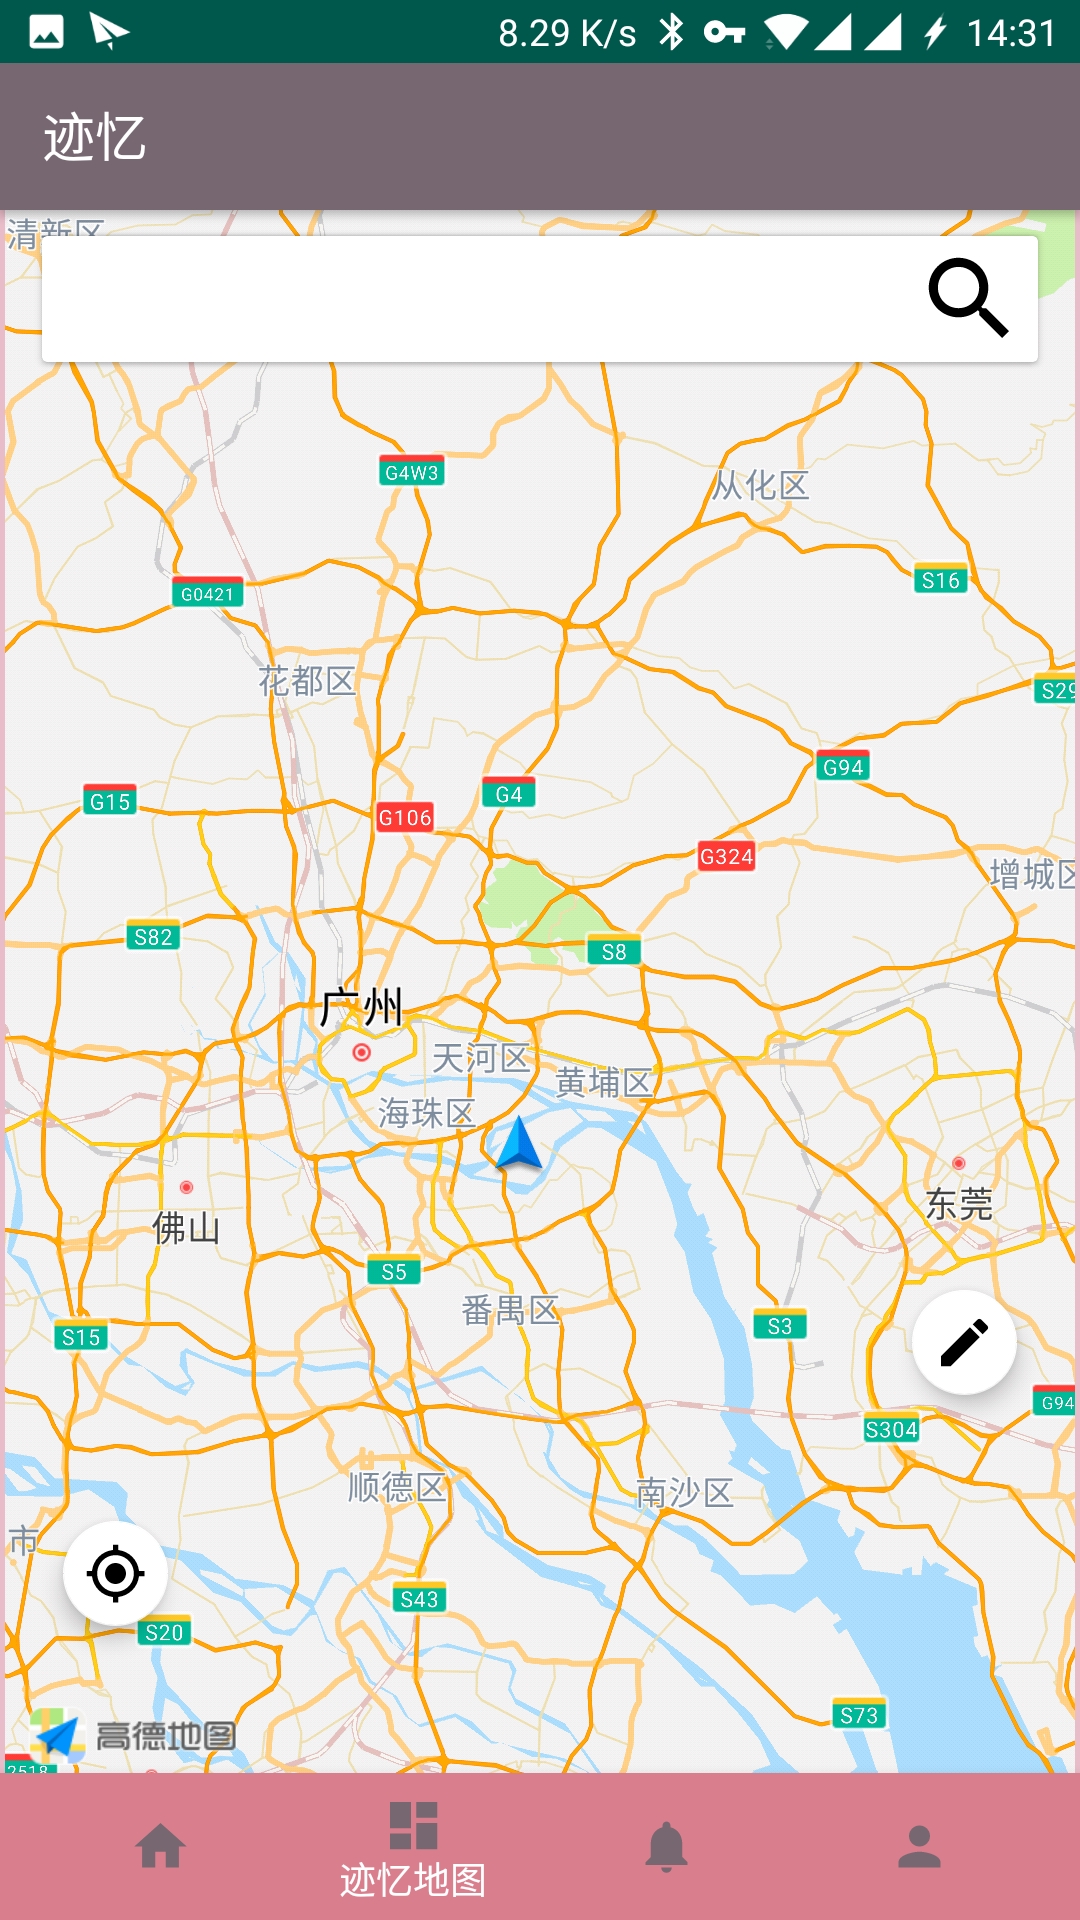 8.29 K/s 14:31
迹忆
清新区
G4W3
从化区
S16
G0421
花都区
S29
G94
G15
G4
G106
G324
增城区
S82
S8
广州
天河区
黄埔区
海珠区
东莞
佛山
S5
番禺区
S3
S15
G94
S304
顺德区
南沙区
市
S43
S20
S73
高德地图
2518
迹忆地图